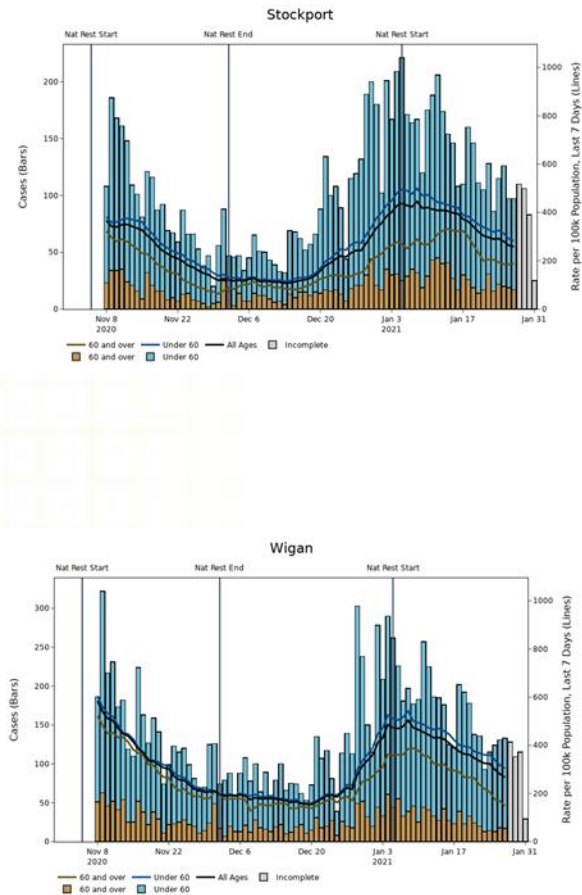 Stockport
Nat Rest Start Nat Rest End Nat Rest Start
Cases (Bars)
200
150
100
50
0
Rate per 100k Population, Last 7 Days (Lines)
1000
800
600
400
200
0
Nov 8 Nov 22 Dec 6 Dec 20 Jan 3 Jan 17 Jan 31
2020 2021
60 and over Under 60 All Ages Incomplete
60 and over Under 60
Wigan
Nat Rest Start Nat Rest End Nat Rest Start
Cases (Bars)
300
250
200
150
100
50
0
Rate per 100k Population, Last 7 Days (Lines)
1000
800
600
400
200
0
Nov 8 Nov 22 Dec 6 Dec 20 Jan 3 Jan 17 Jan 31
2020 2021
60 and over Under 60 All Ages Incomplete
60 and over Under 60